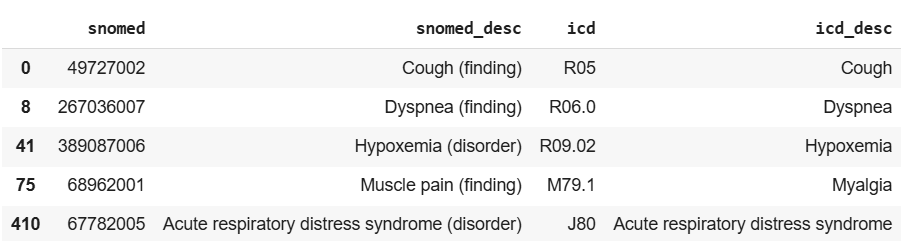 snomed snomed_desc icd icd_desc
0 49727002 Cough (finding) R05 Cough
8 267036007 Dyspnea (finding) R06.0 Dyspnea
41 389087006 Hypoxemia (disorder) R09.02 Hypoxemia
75 68962001 Muscle pain (finding) M79.1 Myalgia
410 67782005 Acute respiratory distress syndrome (disorder) J80 Acute respiratory distress syndrome